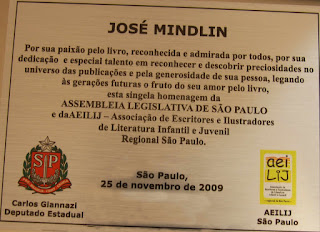 JOSÉ MINDLIN
Por sua paixão pelo livro, reconhecida e admirada por todos, por sua
dedicação e especial talento em reconhecer e descobrir preciosidades no
universo das publicações e pela generosidade de sua pessoa, legando
às gerações futuras o fruto do seu amor pelo livro,
esta singela homenagem da
ASSEMBLEIA LEGISLATIVA DE SÃO PAULO
e daAEILIJ – Associação de Escritores e Ilustradores
de Literatura Infantil e Juvenil
Regional São Paulo.
São Paulo,
25 de novembro de 2009
SP
Carlos Giannazi
Deputado Estadual
aei
LiJ
AEILIJ
São Paulo